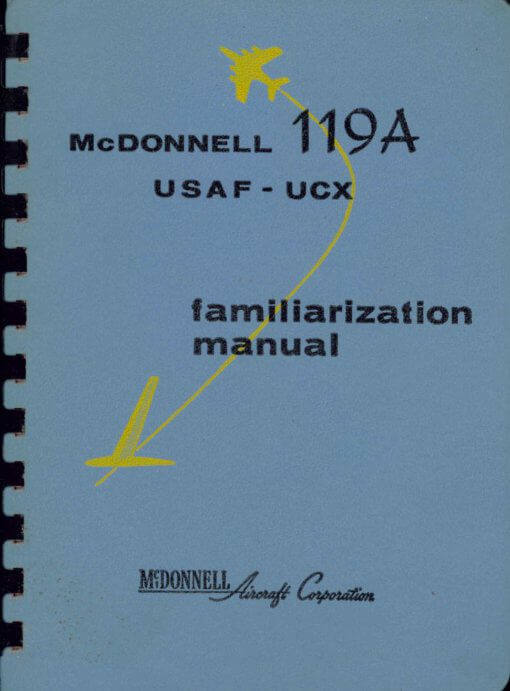 McDONNELL 119A
USAF - UCX
familiarization
manual
McDONNELL Aircraft Corporation